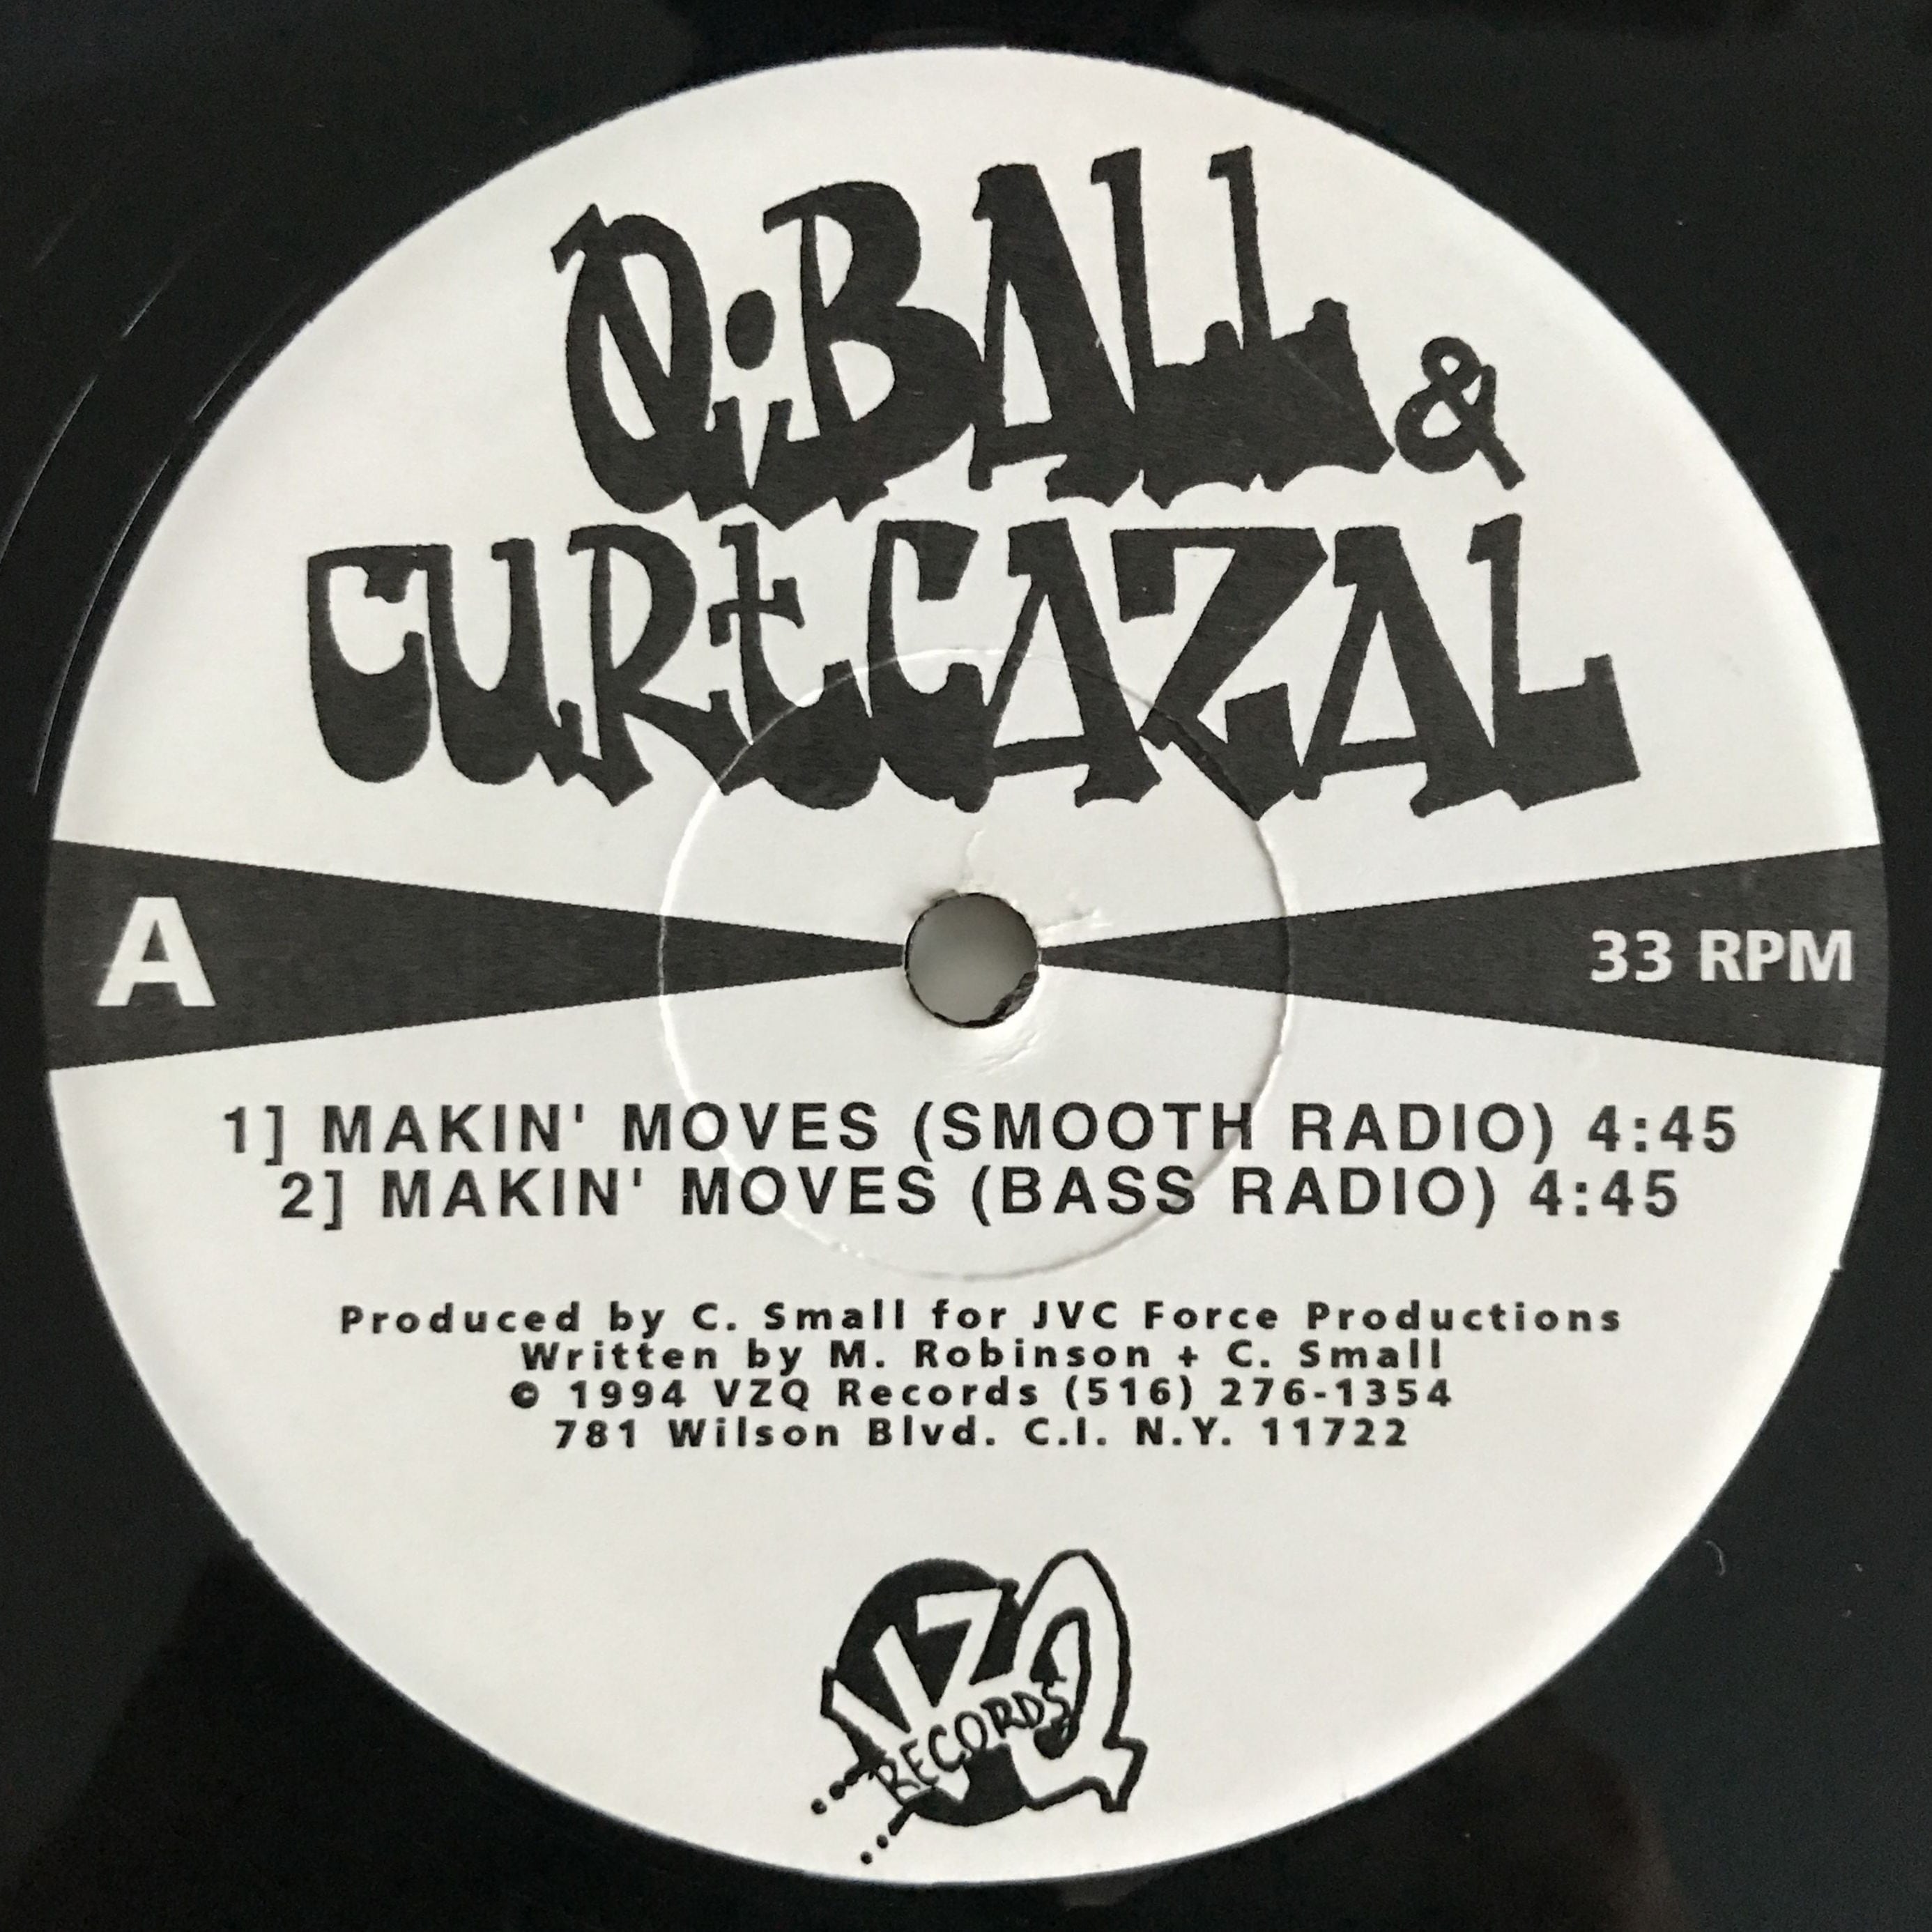 Q·BALL &
CURT CAZAL
A
33 RPM
1] MAKIN' MOVES (SMOOTH RADIO) 4:45
2] MAKIN' MOVES (BASS RADIO) 4:45
Produced by C. Small for JVC Force Productions
Written by M. Robinson + C. Small
© 1994 VZQ Records (516) 276-1354
781 Wilson Blvd. C.I. N.Y. 11722
VZQ
RECORDS